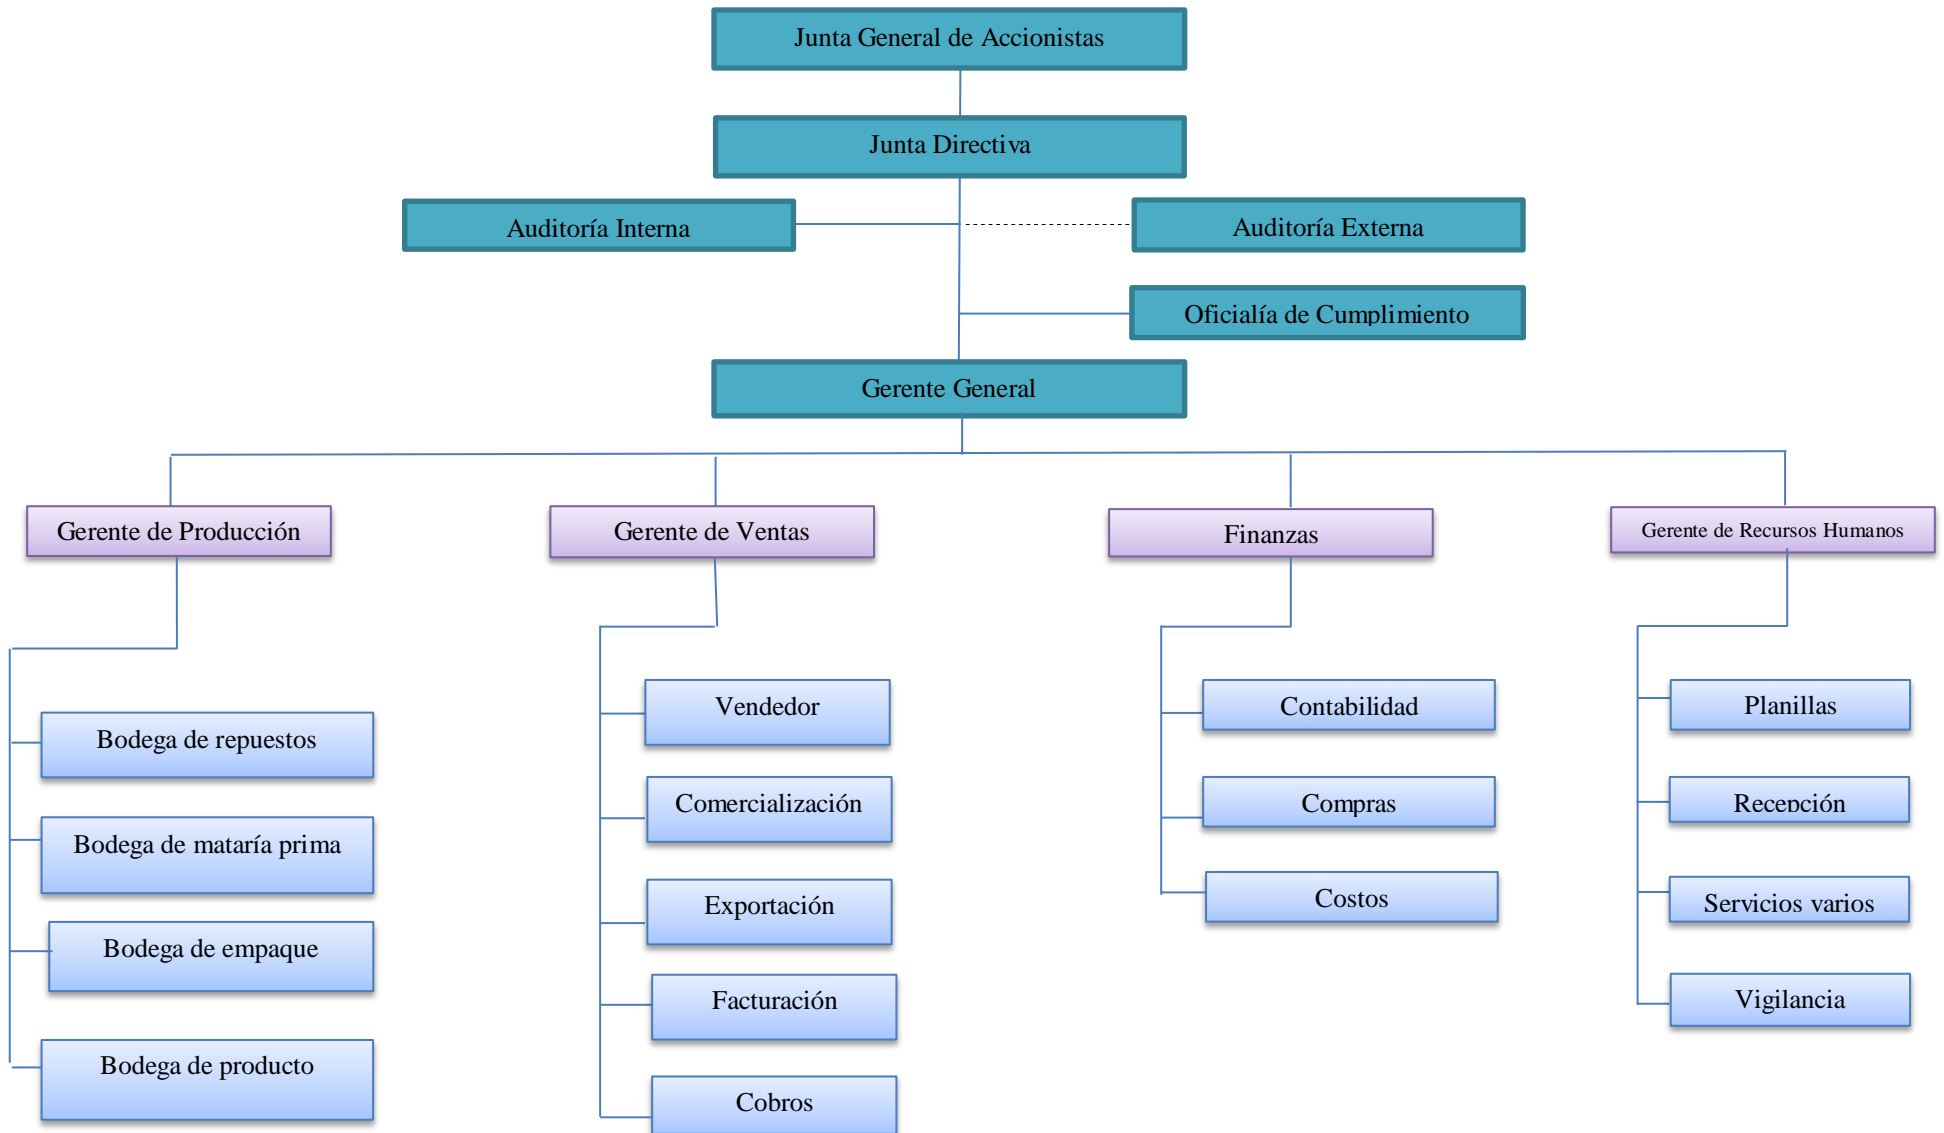 Junta General de Accionistas
Junta Directiva
Auditoría Interna
Auditoría Externa
Oficialía de Cumplimiento
Gerente General
Gerente de Producción
Gerente de Ventas
Finanzas
Gerente de Recursos Humanos
Bodega de repuestos
Bodega de mataría prima
Bodega de empaque
Bodega de producto
Vendedor
Comercialización
Exportación
Facturación
Cobros
Contabilidad
Compras
Costos
Planillas
Recepción
Servicios varios
Vigilancia